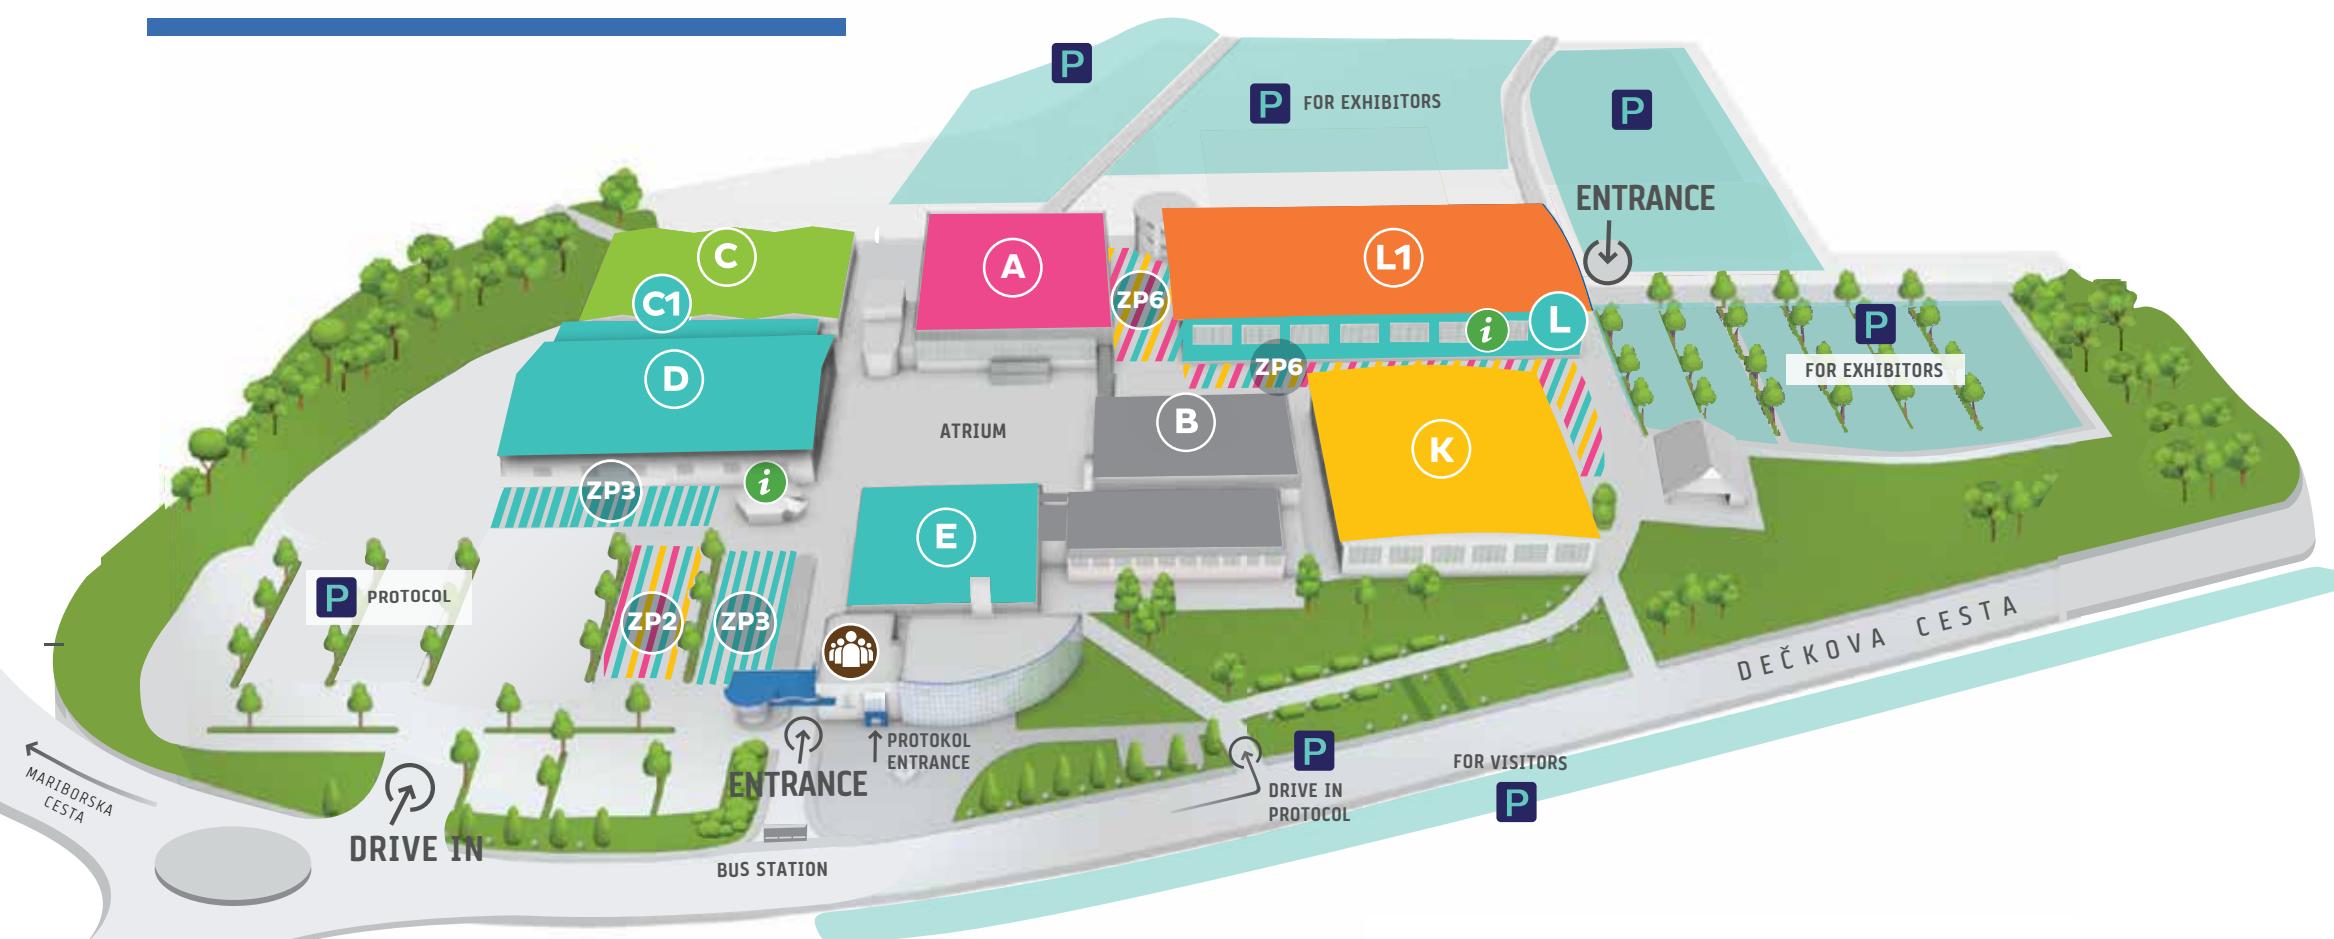 P
P FOR EXHIBITORS
P
ENTRANCE
C
A
L1
C1
ZP6
i
L
P
FOR EXHIBITORS
D
ZP6
B
ATRIUM
K
ZP3
i
E
P PROTOCOL
ZP2
ZP3
DEČKOVA CESTA
PROTOKOL
ENTRANCE
ENTRANCE
P
FOR VISITORS
P
DRIVE IN
PROTOCOL
MARIBORSKA
CESTA
DRIVE IN
BUS STATION